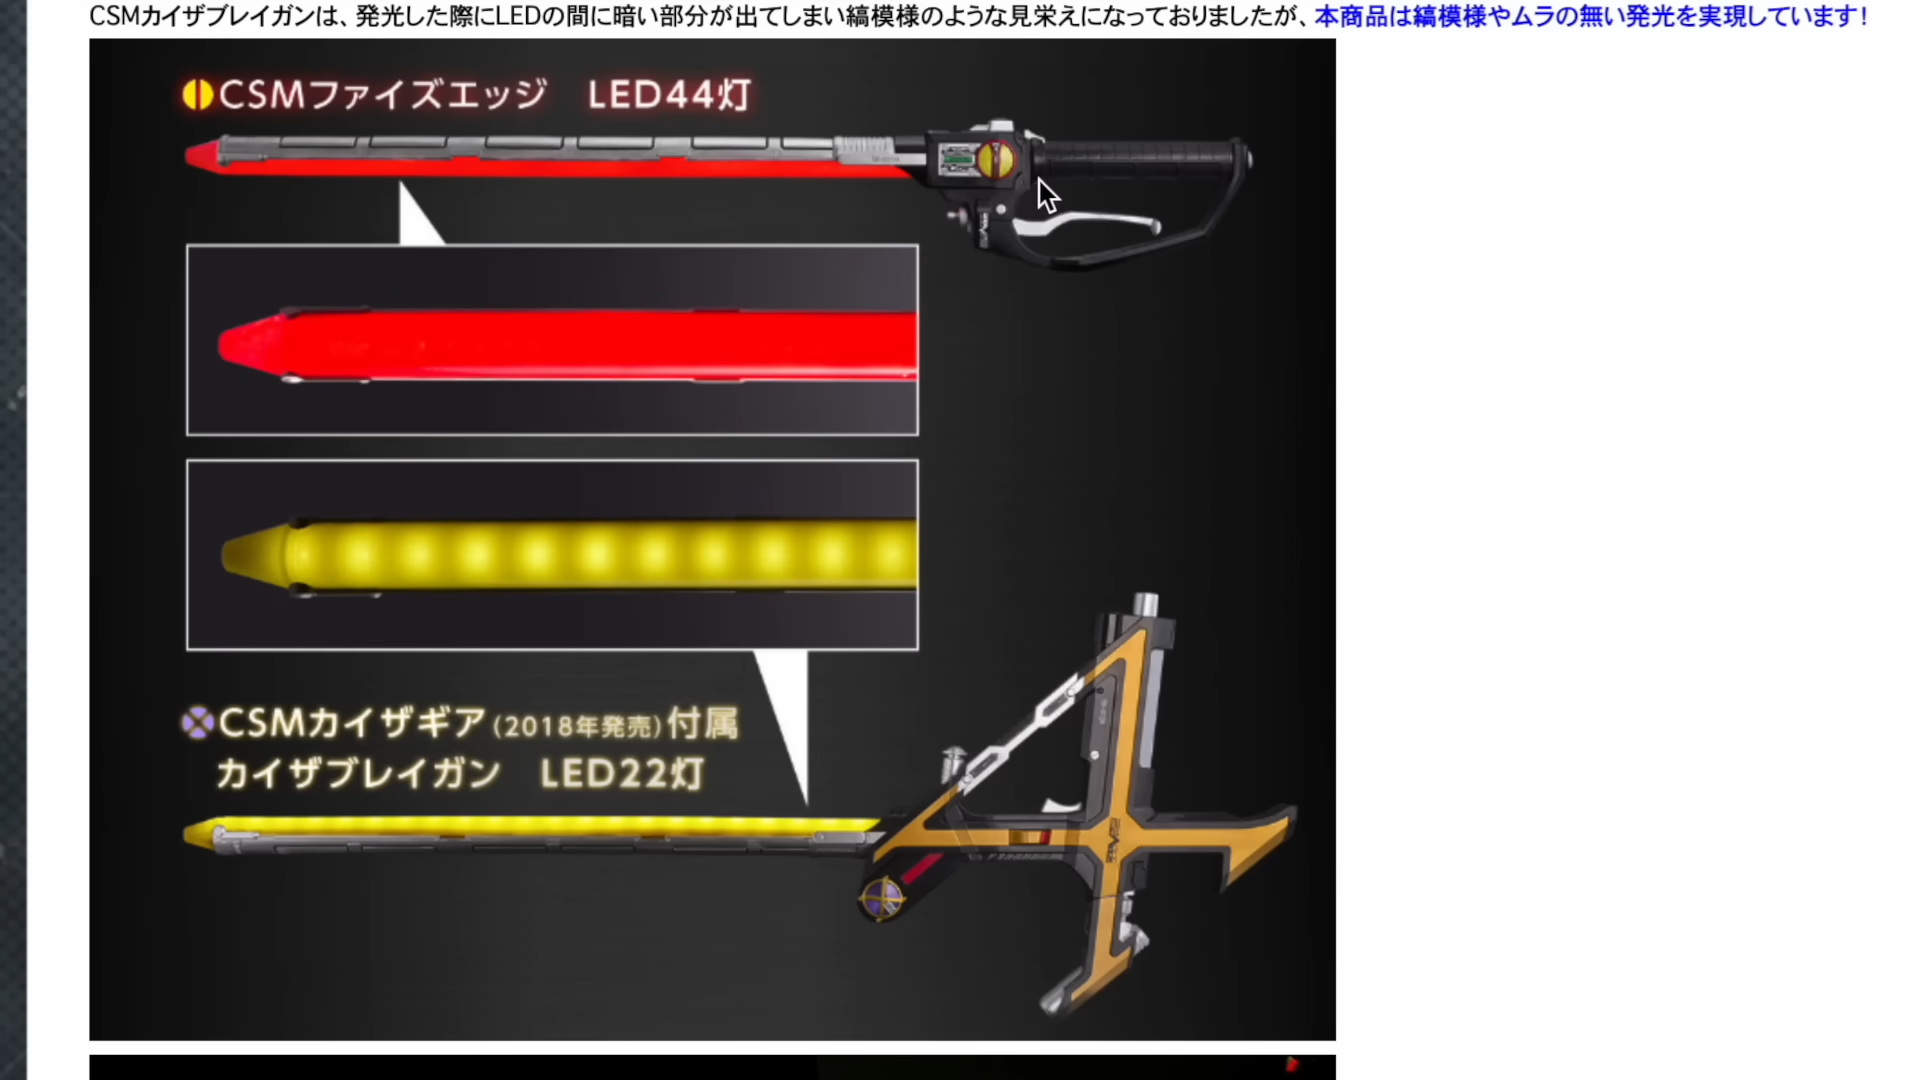 CSMカイザブレイガンは、発光した際にLEDの間に暗い部分が出てしまい縞模様のような見栄えになっておりましたが、本商品は縞模様やムラの無い発光を実現しています！
CSMファイズエッジ　LED44灯
CSMカイザギア(2018年発売)付属
カイザブレイガン　LED22灯